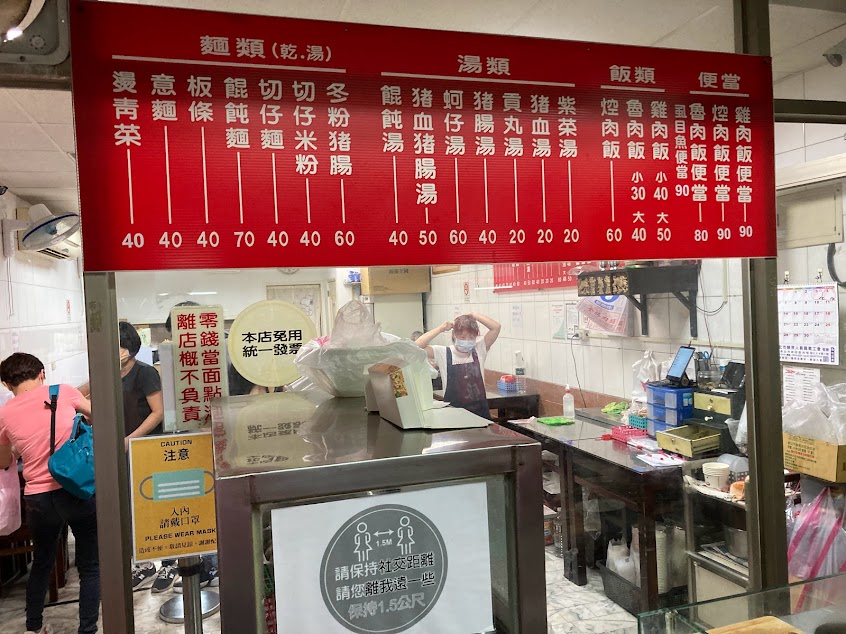 麵類(乾.湯)
燙青菜 40
意麵 40
板條 40
餛飩麵 70
切仔麵 40
切仔米粉 40
冬粉豬腸 60
湯類
餛飩湯 40
猪血猪腸湯 50
蚵仔湯 60
猪腸湯 40
貢丸湯 20
猪血湯 20
紫菜湯 20
飯類
焢肉飯 60
魯肉飯 小30 大40
雞肉飯 小40 大50
便當
虱目魚便當 90
魯肉飯便當 80
焢肉飯便當 90
雞肉飯便當 90
零錢當面點
離店概不負責
本店免用
統一發票
CAUTION
注意
入內
請戴口罩
PLEASE WEAR MASK
1.5M
請保持社交距離
請您離我遠一些
保持1.5公尺